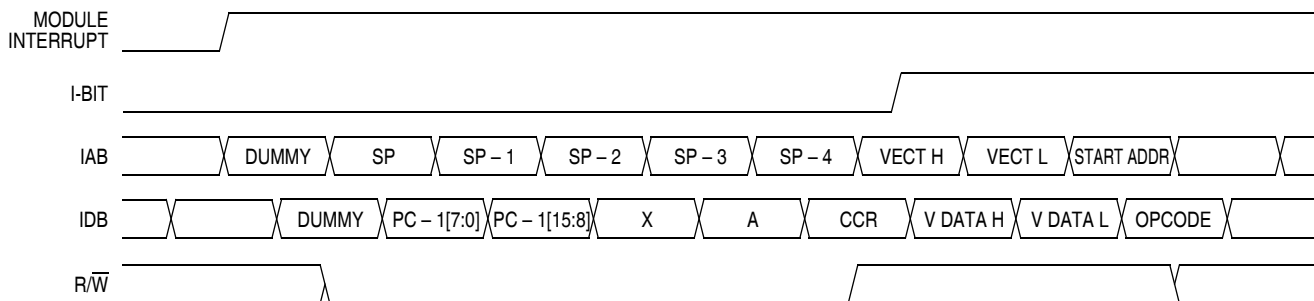 MODULE
INTERRUPT
I-BIT
IAB DUMMY SP SP – 1 SP – 2 SP – 3 SP – 4 VECT H VECT L START ADDR
IDB DUMMY PC – 1[7:0] PC – 1[15:8] X A CCR V DATA H V DATA L OPCODE
R/W̅